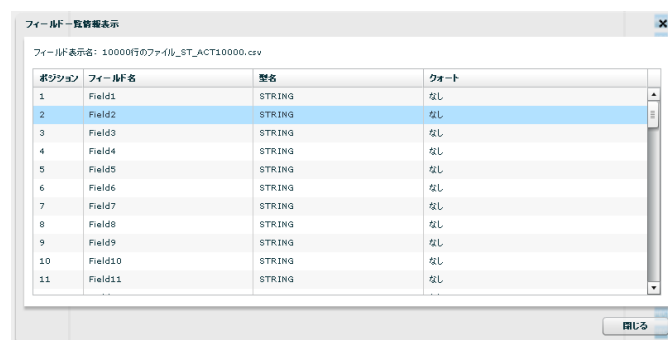 フィールド一覧情報表示
フィールド表示名: 10000行のファイル_ST_ACT10000.csv
ポジション フィールド名 型名 クォート
1 Field1 STRING なし
2 Field2 STRING なし
3 Field3 STRING なし
4 Field4 STRING なし
5 Field5 STRING なし
6 Field6 STRING なし
7 Field7 STRING なし
8 Field8 STRING なし
9 Field9 STRING なし
10 Field10 STRING なし
11 Field11 STRING なし
閉じる